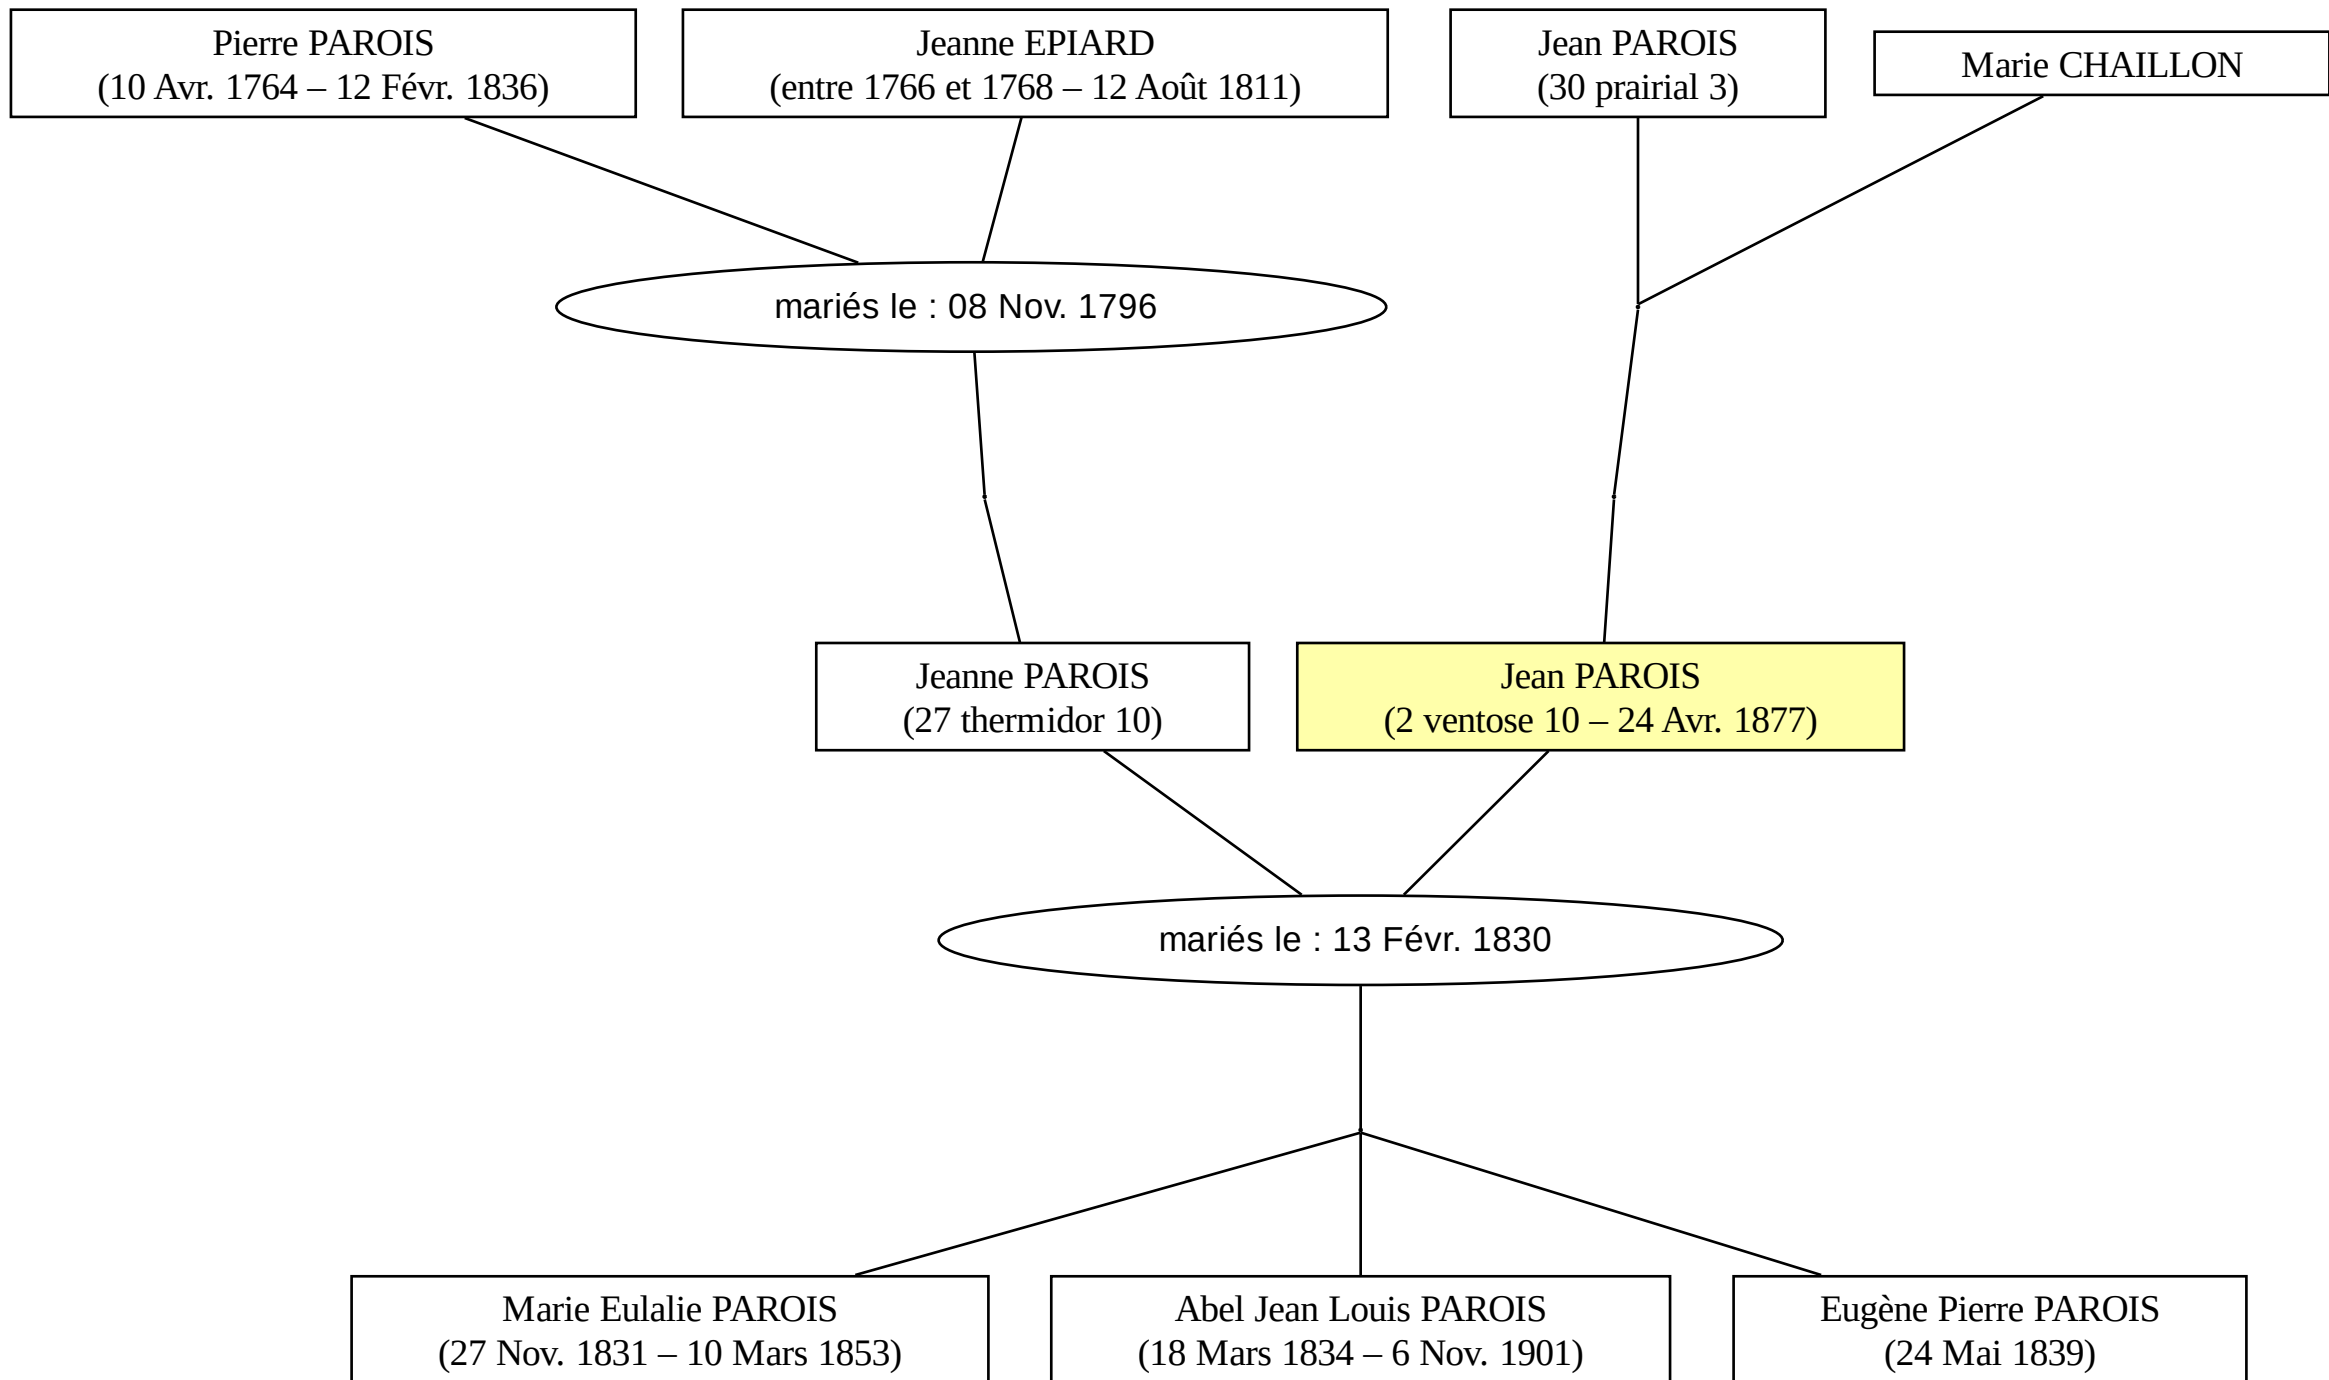 Pierre PAROIS
(10 Avr. 1764 – 12 Févr. 1836)
Jeanne EPIARD
(entre 1766 et 1768 – 12 Août 1811)
Jean PAROIS
(30 prairial 3)
Marie CHAILLON
mariés le : 08 Nov. 1796
Jeanne PAROIS
(27 thermidor 10)
Jean PAROIS
(2 ventose 10 – 24 Avr. 1877)
mariés le : 13 Févr. 1830
Marie Eulalie PAROIS
(27 Nov. 1831 – 10 Mars 1853)
Abel Jean Louis PAROIS
(18 Mars 1834 – 6 Nov. 1901)
Eugène Pierre PAROIS
(24 Mai 1839)